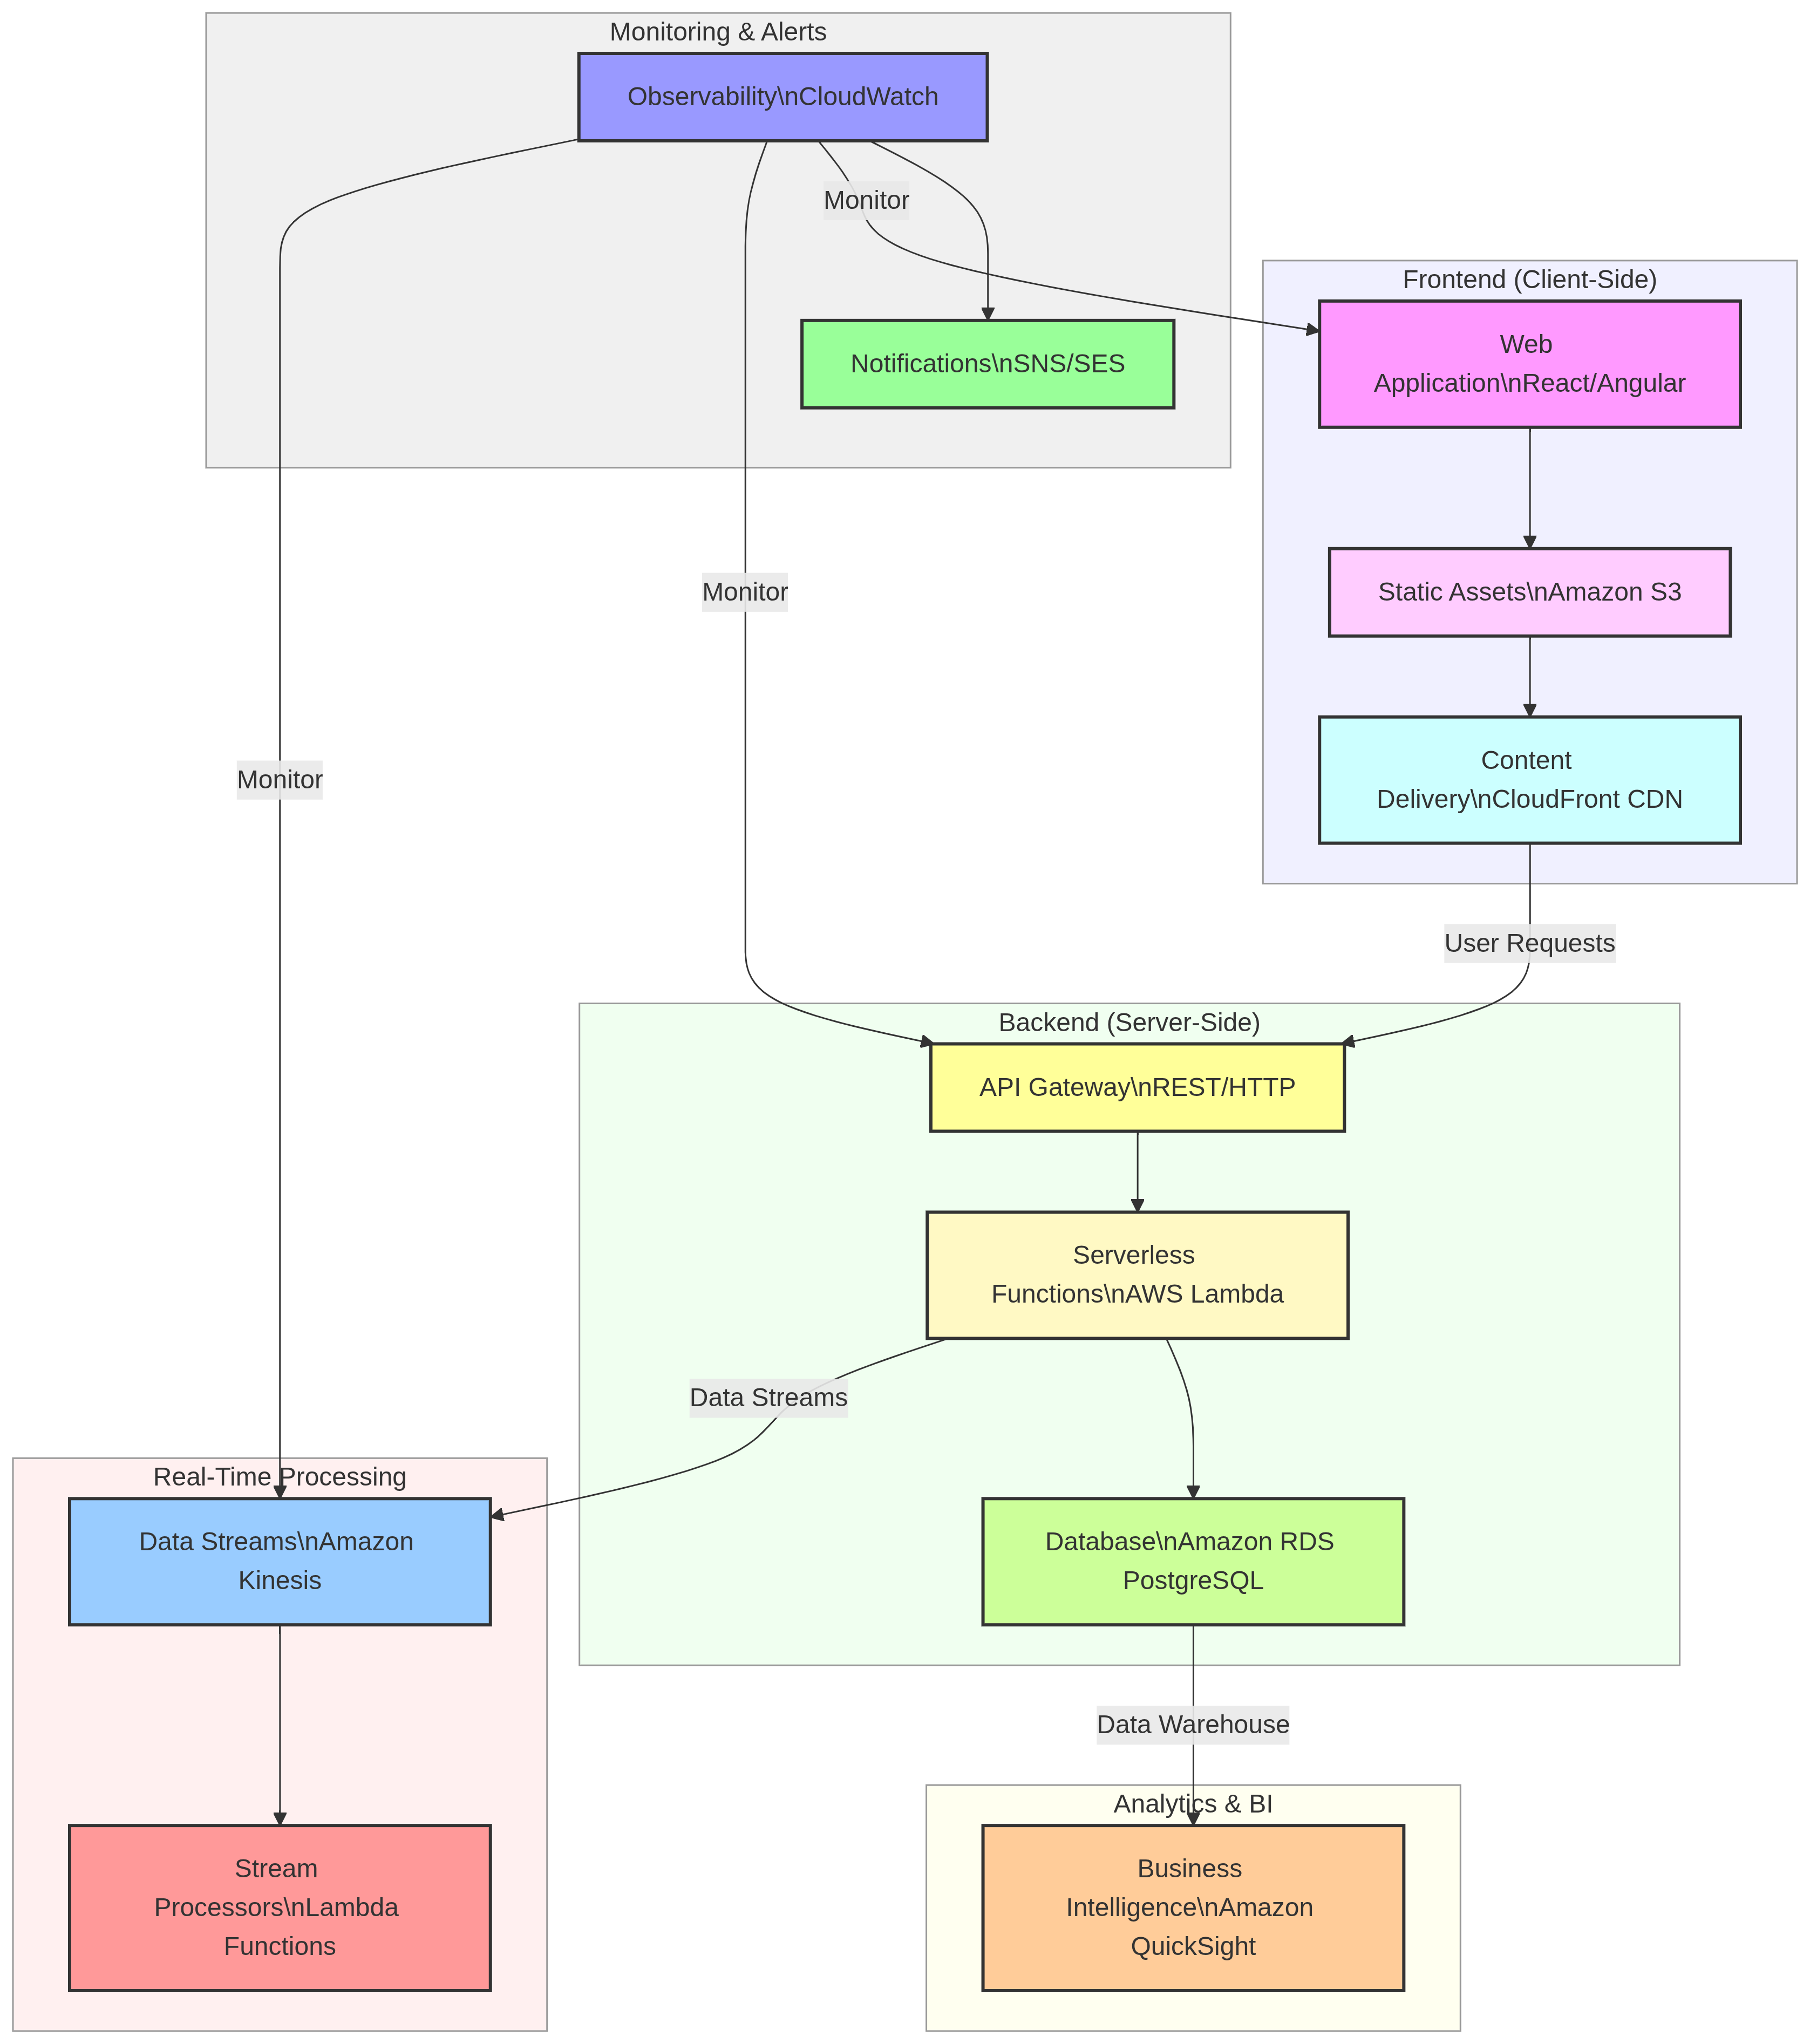 Monitoring & Alerts
Observability\nCloudWatch
Monitor
Notifications\nSNS/SES
Frontend (Client-Side)
Web
Application\nReact/Angular
Static Assets\nAmazon S3
Monitor
Content
Delivery\nCloudFront CDN
Monitor
User Requests
Backend (Server-Side)
API Gateway\nREST/HTTP
Serverless
Functions\nAWS Lambda
Data Streams
Real-Time Processing
Data Streams\nAmazon
Kinesis
Database\nAmazon RDS
PostgreSQL
Data Warehouse
Analytics & BI
Stream
Processors\nLambda
Functions
Business
Intelligence\nAmazon
QuickSight